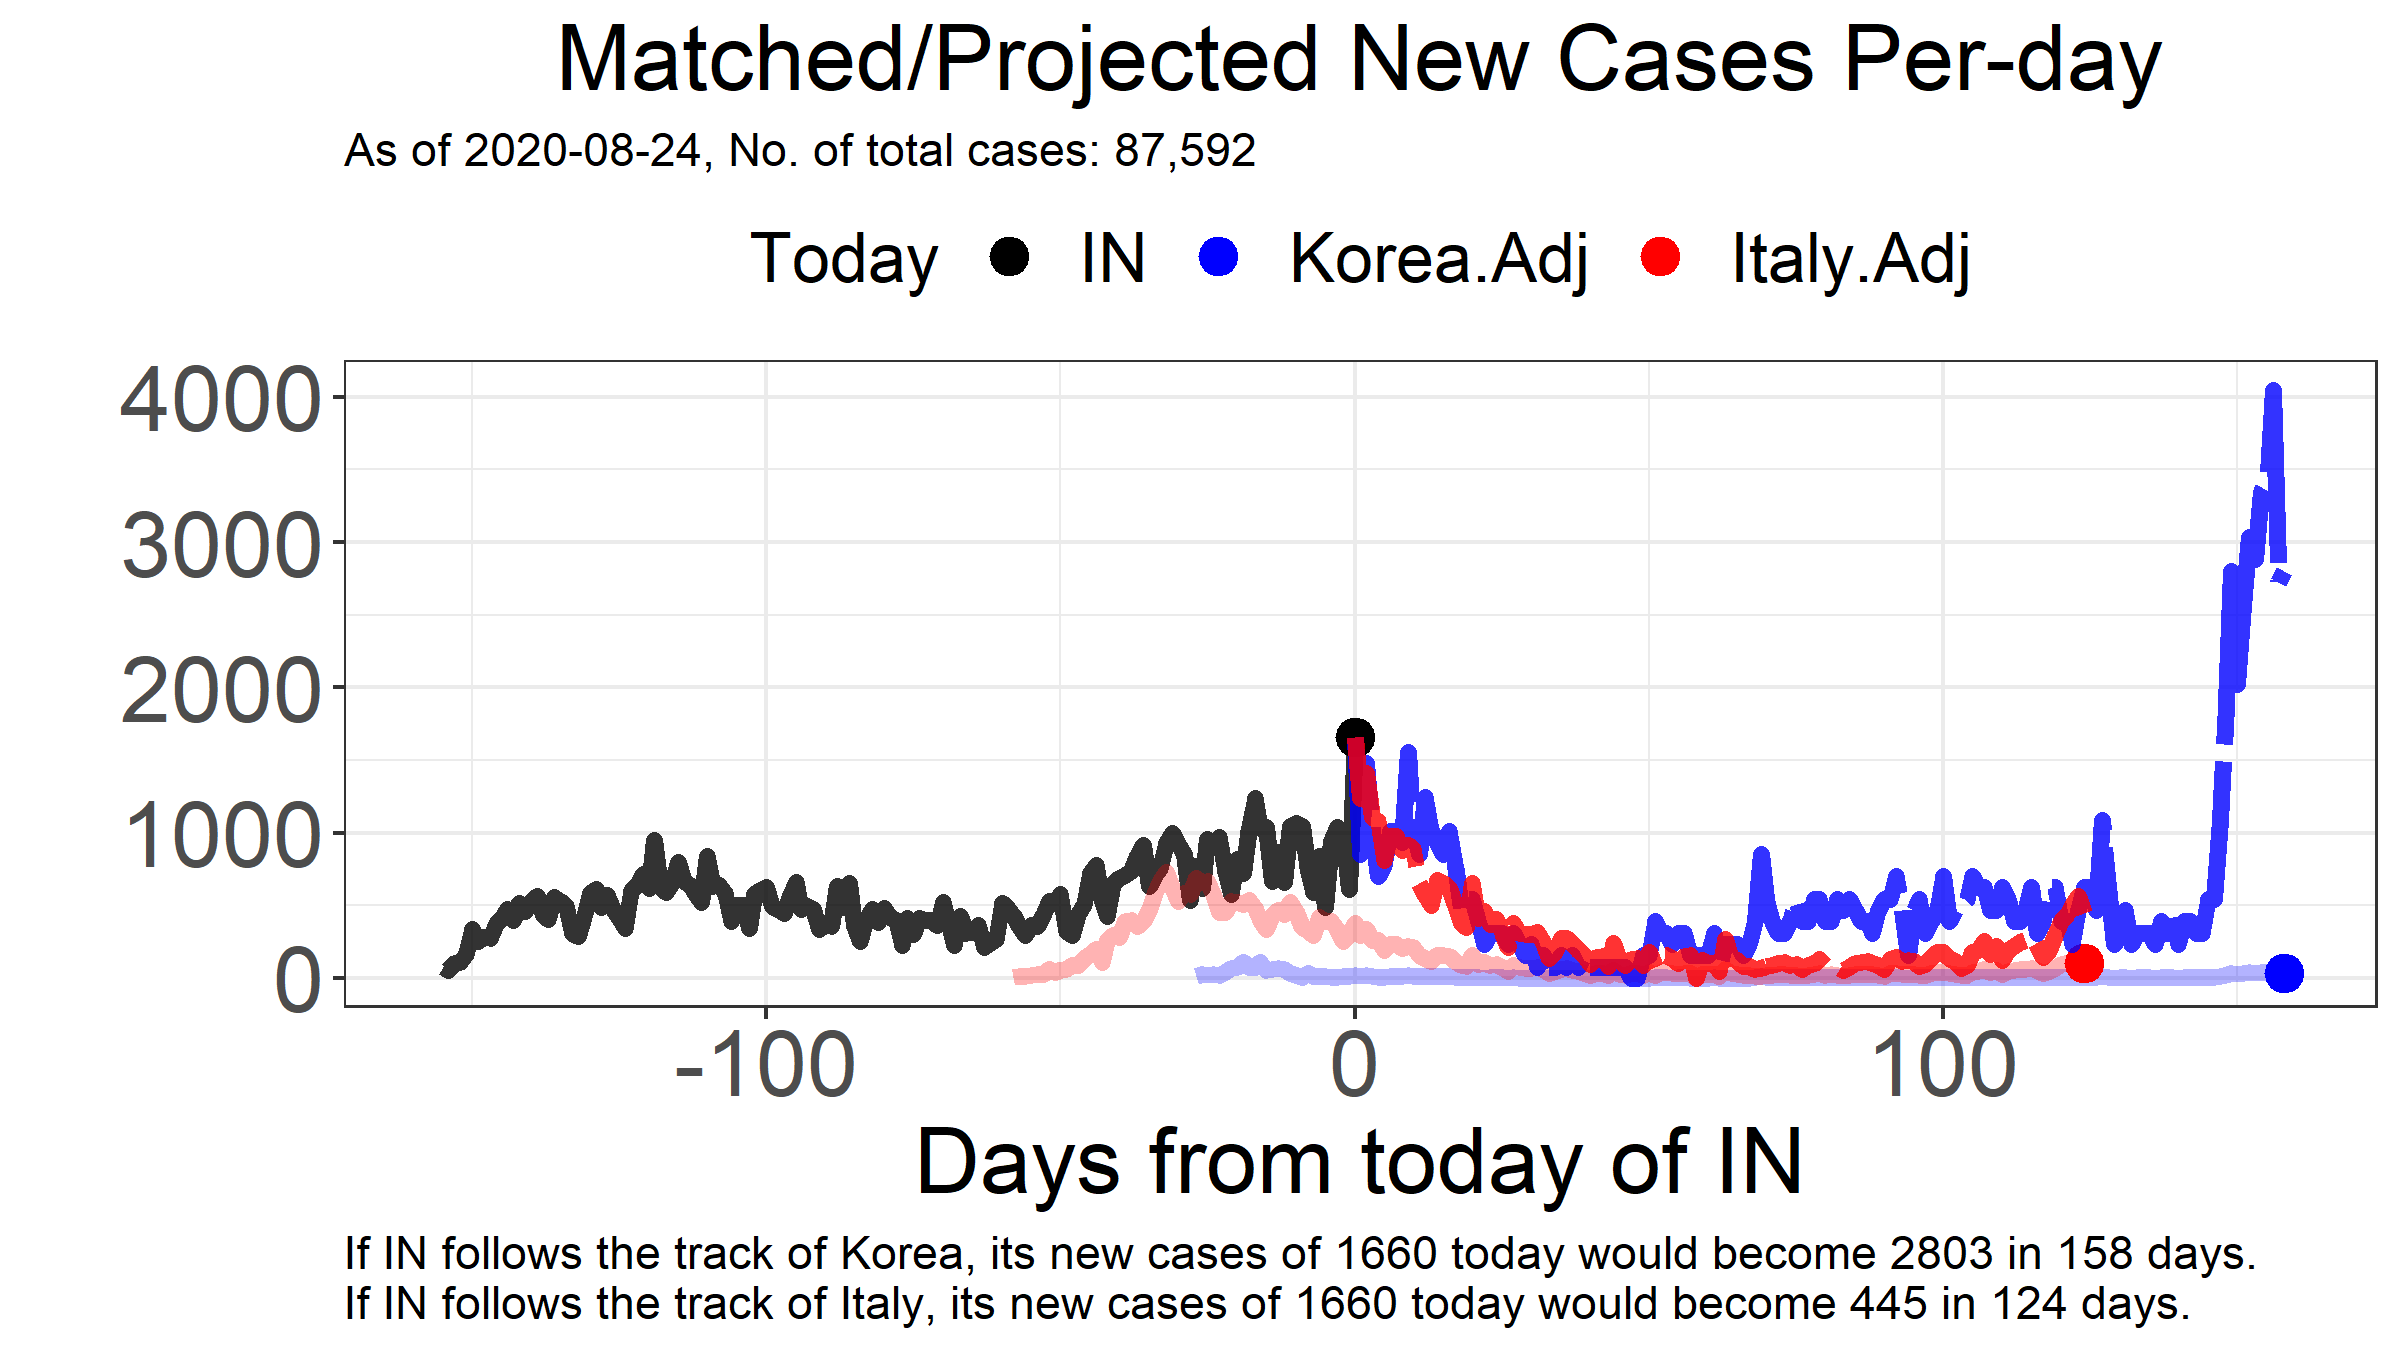 Matched/Projected New Cases Per-day
As of 2020-08-24, No. of total cases: 87,592
Today IN Korea.Adj Italy.Adj
4000
3000
2000
1000
0
-100 0 100
Days from today of IN
If IN follows the track of Korea, its new cases of 1660 today would become 2803 in 158 days.
If IN follows the track of Italy, its new cases of 1660 today would become 445 in 124 days.